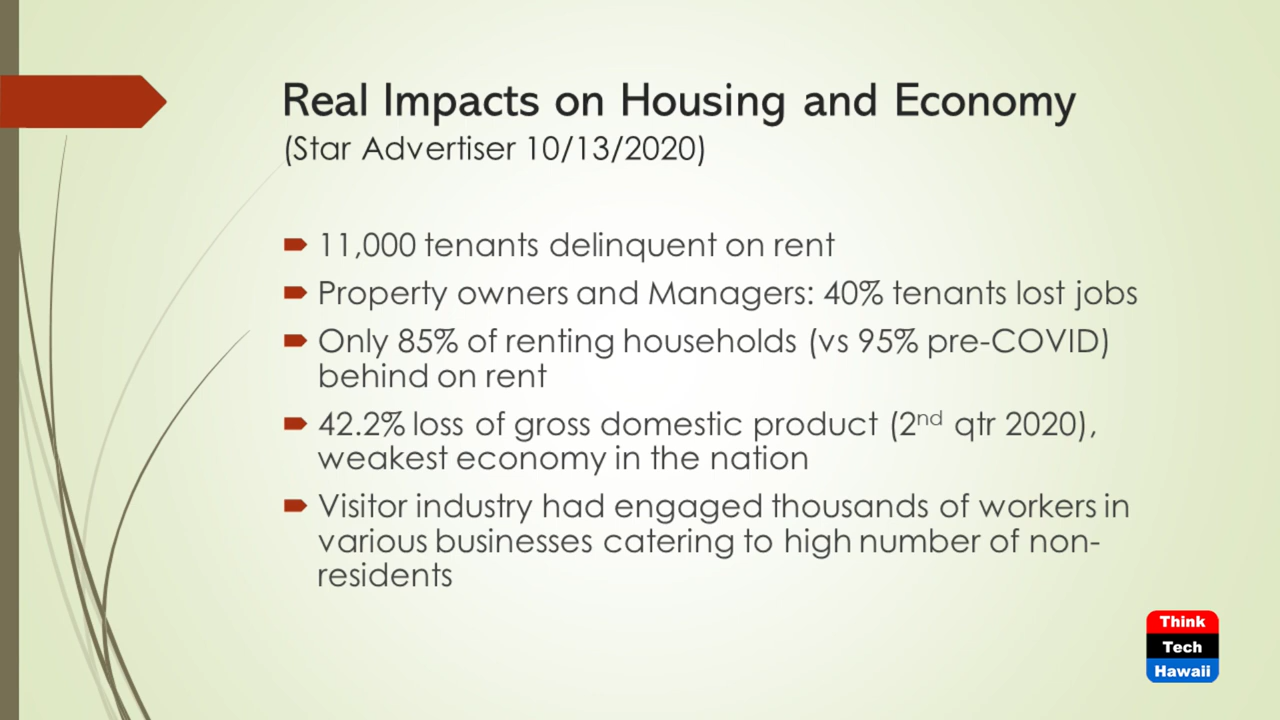 Real Impacts on Housing and Economy
(Star Advertiser 10/13/2020)
11,000 tenants delinquent on rent
Property owners and Managers: 40% tenants lost jobs
Only 85% of renting households (vs 95% pre-COVID)
behind on rent
42.2% loss of gross domestic product (2nd qtr 2020),
weakest economy in the nation
Visitor industry had engaged thousands of workers in
various businesses catering to high number of non-
residents
Think
Tech
Hawaii